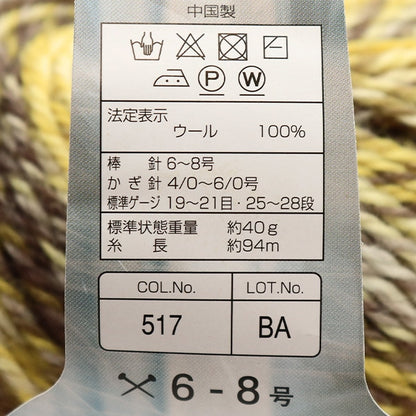 中国製
P W
法定表示
ウール 100%
棒 針 6〜8号
かぎ針 4/0〜6/0号
標準ゲージ 19〜21目・25〜28段
標準状態重量 約40g
糸 長 約94m
COL.No. LOT.No.
517 BA
6-8号